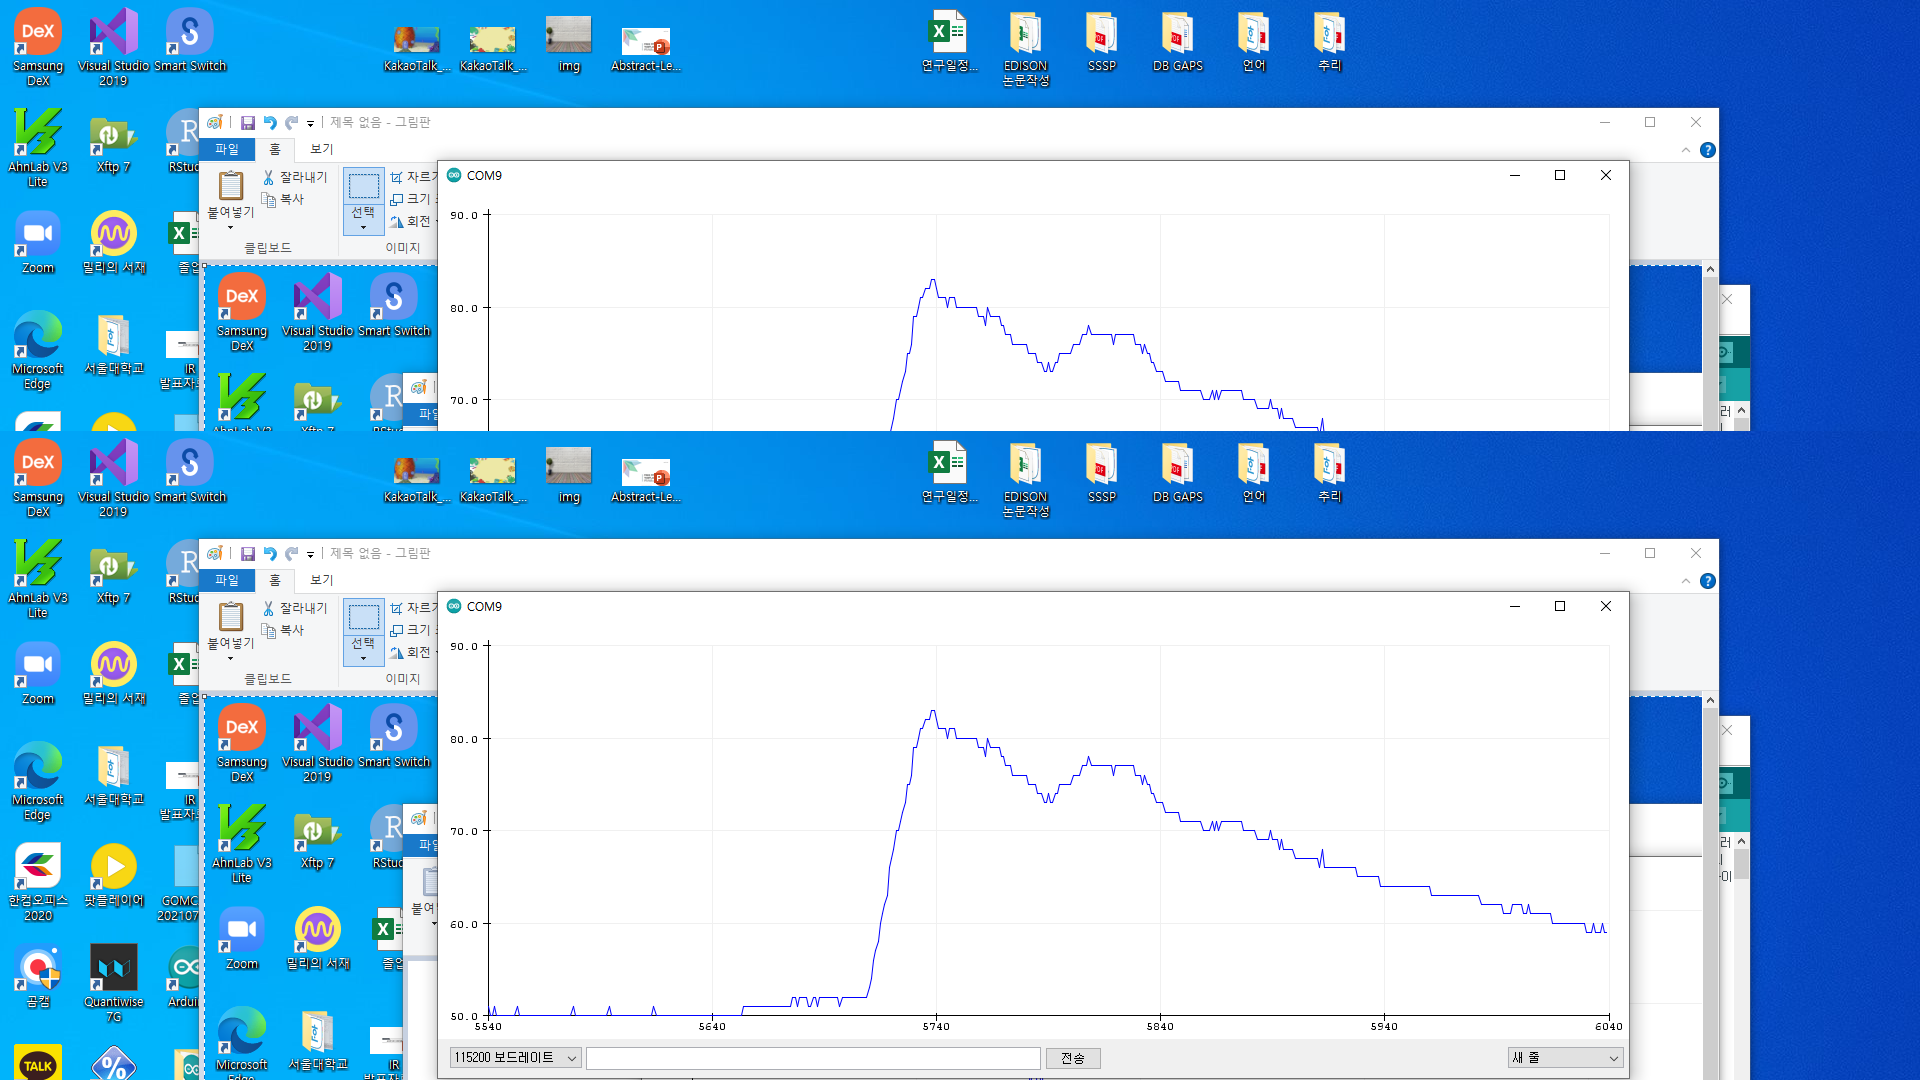 Samsung DeX
Visual Studio 2019
Smart Switch
KakaoTalk_...
KakaoTalk_...
img
Abstract-Le...
연구일정...
EDISON 논문작성
SSSP
DB GAPS
언어
추리
AhnLab V3 Lite
Xftp 7
RStuc
제목 없음 - 그림판
파일
홈
보기
잘라내기
복사
붙여넣기
클립보드
선택
자르기
크기
회전
이미지
COM9
90.0
80.0
70.0
Zoom
밀리의 서재
졸업
Samsung DeX
Visual Studio 2019
Smart Switch
Microsoft Edge
서울대학교
IR
발표자료
파일
Samsung DeX
Visual Studio 2019
Smart Switch
KakaoTalk_...
KakaoTalk_...
img
Abstract-Le...
연구일정...
EDISON 논문작성
SSSP
DB GAPS
언어
추리
AhnLab V3 Lite
Xftp 7
RStuc
제목 없음 - 그림판
파일
홈
보기
잘라내기
복사
붙여넣기
클립보드
선택
자르기
크기
회전
이미지
COM9
90.0
80.0
70.0
60.0
50.0
5540
5640
5740
5840
5940
6040
115200 보드레이트
전송
새 줄
Zoom
밀리의 서재
졸업
Samsung DeX
Visual Studio 2019
Smart Switch
Microsoft Edge
서울대학교
IR
발표자료
파일
AhnLab V3 Lite
Xftp 7
RStuc
한컴오피스 2020
팟플레이어
GOMC
202107
Zoom
밀리의 서재
졸업
곰캠
Quantiwise 7G
Ardui
Microsoft Edge
서울대학교
IR
TALK